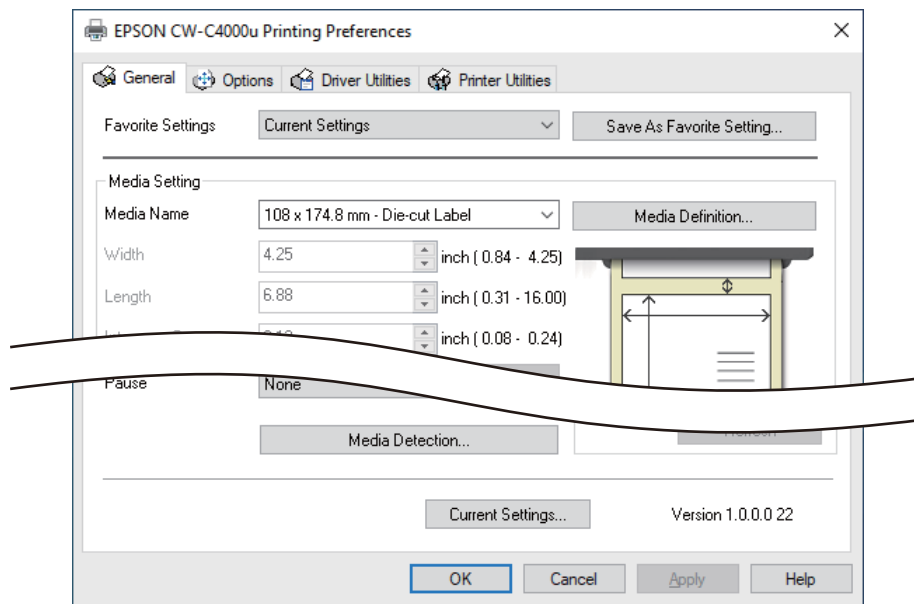 EPSON CW-C4000u Printing Preferences
General Options Driver Utilities Printer Utilities
Favorite Settings Current Settings Save As Favorite Setting...
Media Setting
Media Name 108 x 174.8 mm - Die-cut Label Media Definition...
Width 4.25 inch ( 0.84 - 4.25)
Length 6.88 inch ( 0.31 - 16.00)
inch ( 0.08 - 0.24)
Pause None
Media Detection...
Current Settings... Version 1.0.0.0 22
OK Cancel Apply Help